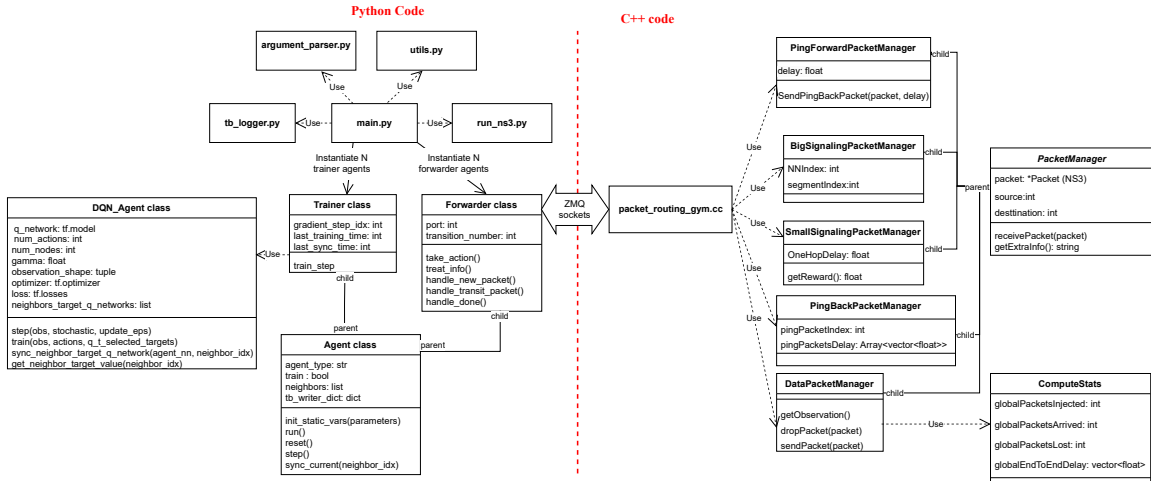 Python Code
C++ code
argument_parser.py
utils.py
Use
Use
tb_logger.py
Use
main.py
Use
run_ns3.py
Instantiate N
trainer agents
Instantiate N
forwarder agents
DQN_Agent class
q_network: tf.model
num_actions: int
num_nodes: int
gamma: float
observation_shape: tuple
optimizer: tf.optimizer
loss: tf.losses
neighbors_target_q_networks: list
step(obs, stochastic, update_eps)
train(obs, actions, q_t_selected_targets)
sync_neighbor_target_q_network(agent_nn, neighbor_idx)
get_neighbor_target_value(neighbor_idx)
Use
Trainer class
gradient_step_idx: int
last_training_time: int
last_sync_time: int
train_step
child
parent
Forwarder class
port: int
transition_number: int
take_action()
treat_info()
handle_new_packet()
handle_transit_packet()
handle_done()
child
parent
Agent class
agent_type: str
train : bool
neighbors: list
tb_writer_dict: dict
init_static_vars(parameters)
run()
reset()
step()
sync_current(neighbor_idx)
ZMQ
sockets
packet_routing_gym.cc
Use
Use
Use
Use
Use
PingForwardPacketManager
delay: float
SendPingBackPacket(packet, delay)
child
BigSignalingPacketManager
NNIndex: int
segmentIndex:int
child
SmallSignalingPacketManager
OneHopDelay: float
getReward(): float
child
PingBackPacketManager
pingPacketIndex: int
pingPacketsDelay: Array<vector<float>>
child
DataPacketManager
getObservation()
dropPacket(packet)
sendPacket(packet)
child
parent
PacketManager
packet: *Packet (NS3)
source:int
desttination: int
receivePacket(packet)
getExtraInfo(): string
Use
ComputeStats
globalPacketsInjected: int
globalPacketsArrived: int
globalPacketsLost: int
globalEndToEndDelay: vector<float>